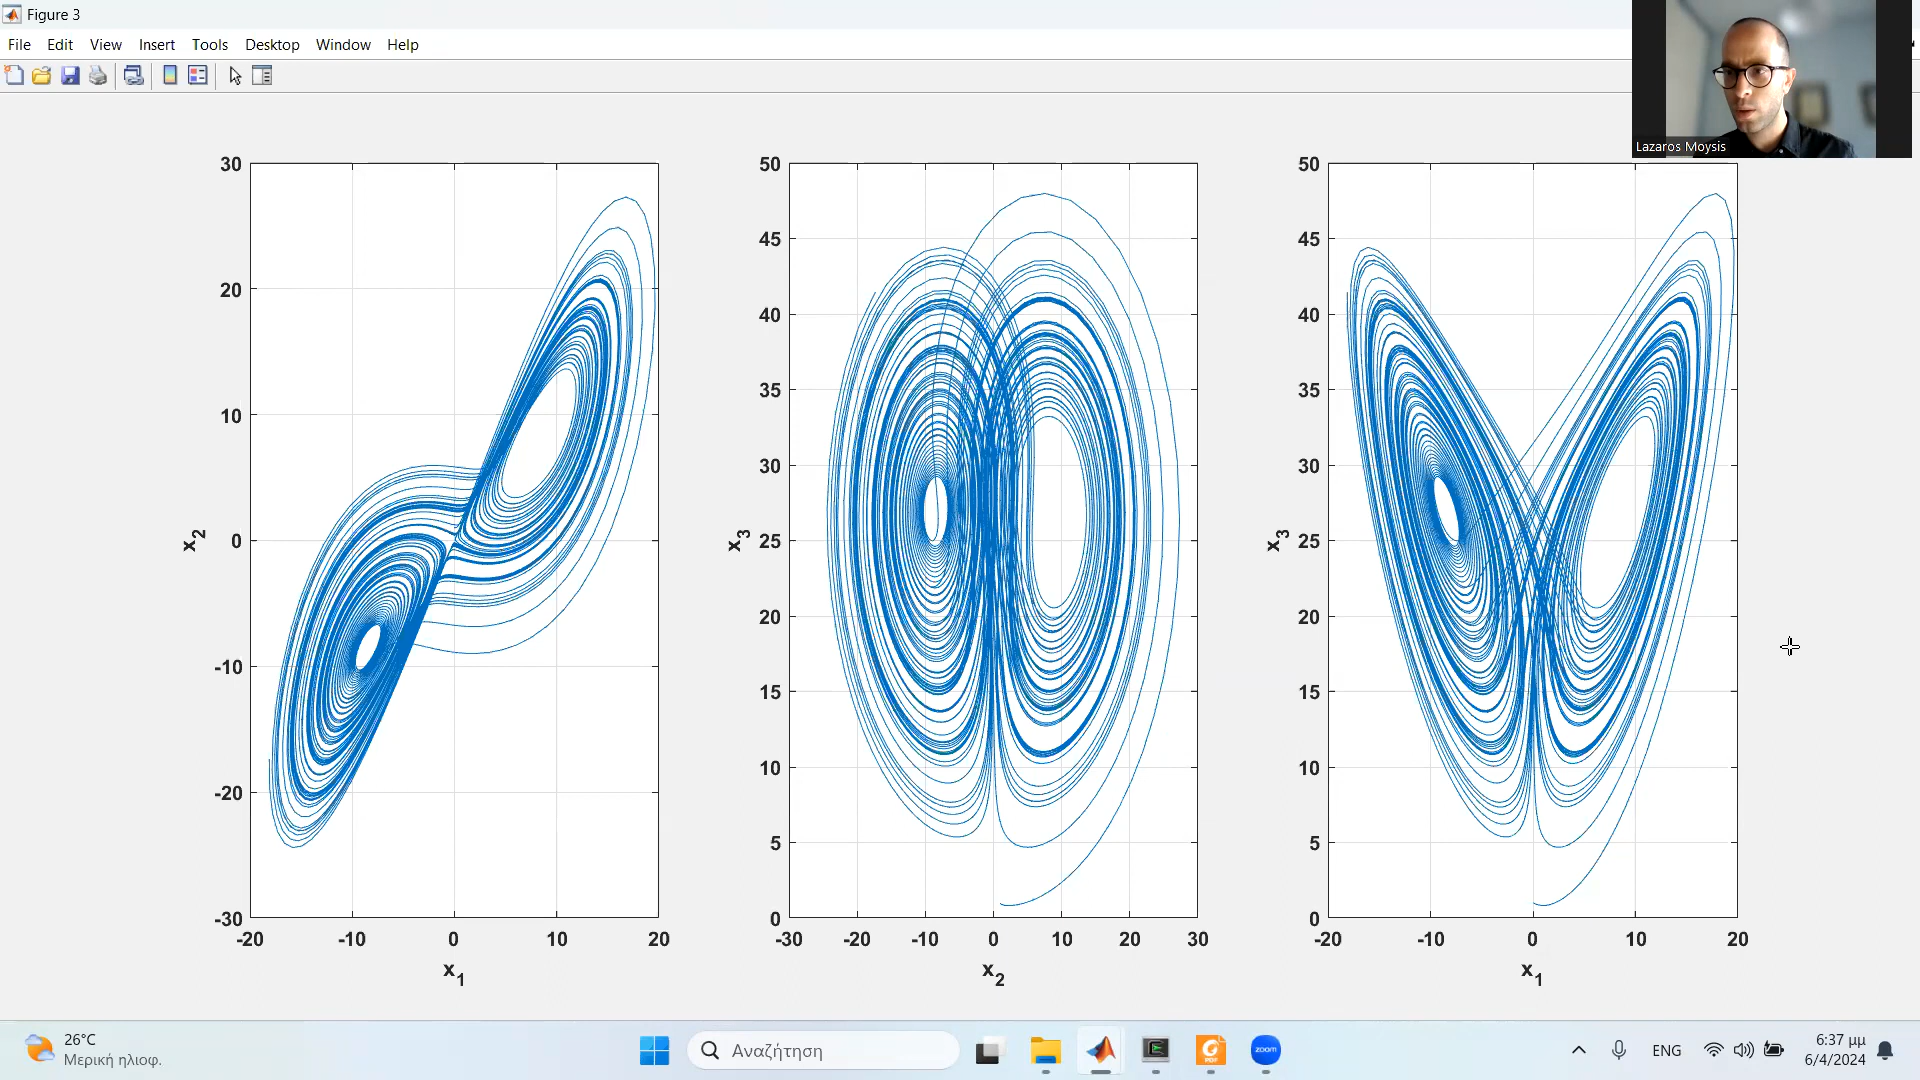 Figure 3
File Edit View Insert Tools Desktop Window Help
Lazaros Moysis
30
20
10
0
-10
-20
-30
x2
-20 -10 0 10 20
x1
50
45
40
35
30
25
20
15
10
5
0
x3
-30 -20 -10 0 10 20 30
x2
50
45
40
35
30
25
20
15
10
5
0
x3
-20 -10 0 10 20
x1
26°C
Μερική ηλιοφ.
Αναζήτηση
PDF
zoom
ENG
6:37 μμ
6/4/2024